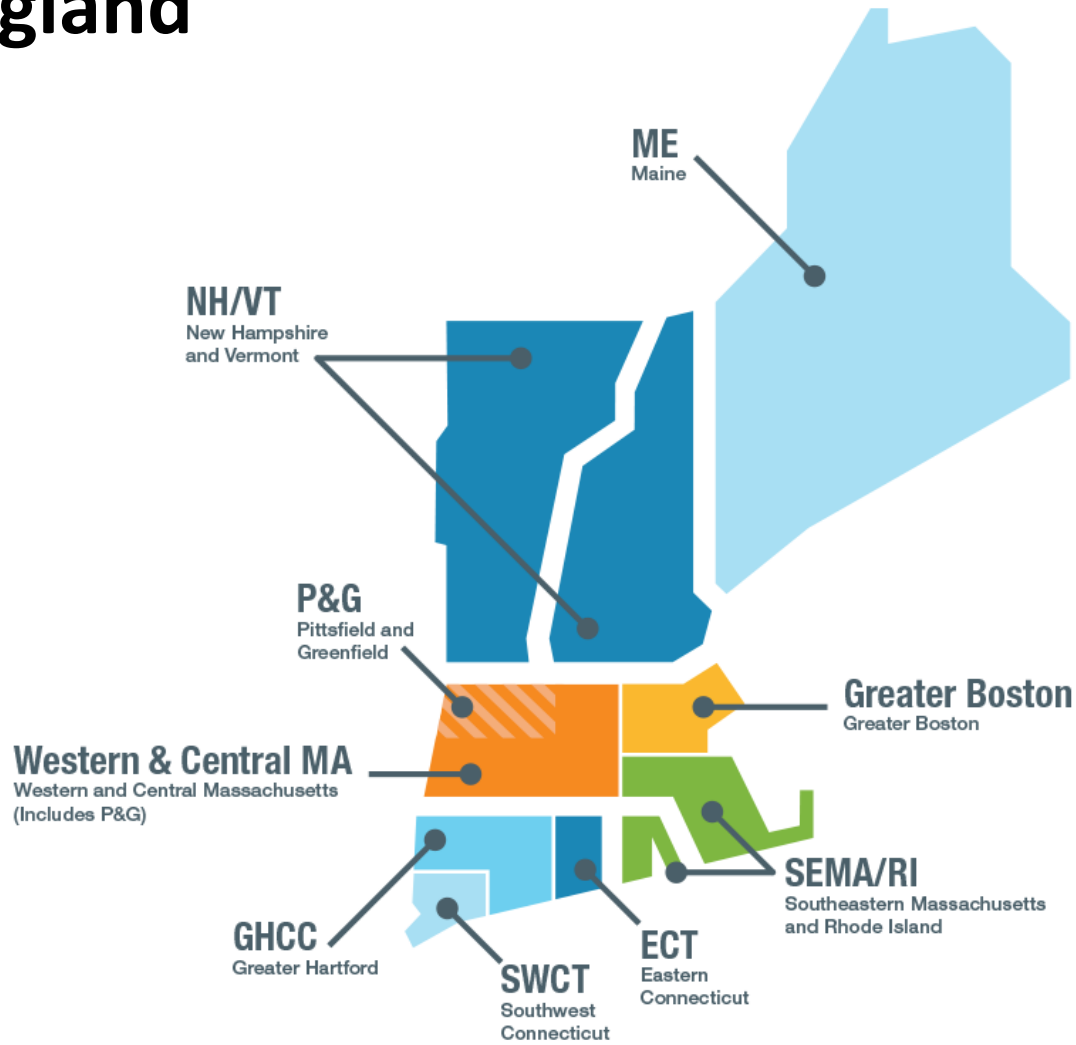 gland
ME
Maine
NH/VT
New Hampshire
and Vermont
P&G
Pittsfield and
Greenfield
Greater Boston
Greater Boston
Western & Central MA
Western and Central Massachusetts
(Includes P&G)
SEMA/RI
Southeastern Massachusetts
and Rhode Island
GHCC
Greater Hartford
ECT
Eastern
Connecticut
SWCT
Southwest
Connecticut